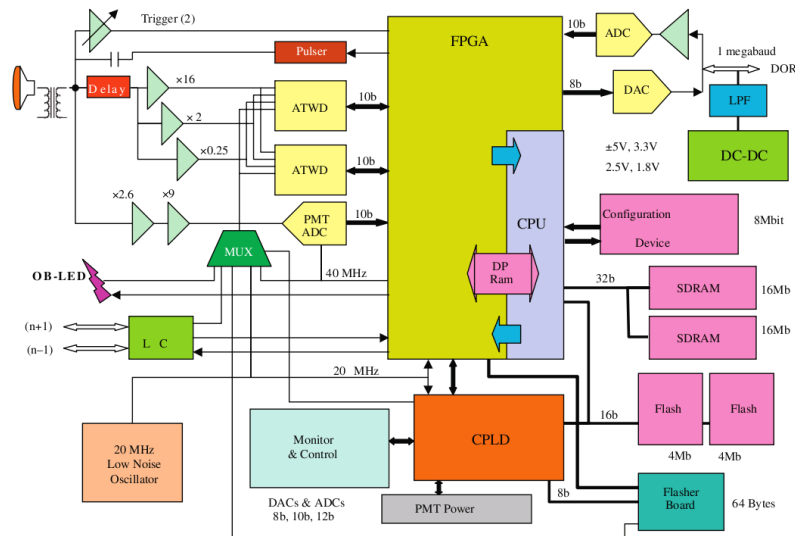 Trigger (2)
FPGA
10b
ADC
1 megabaud
DOR
Pulser
Delay
×16
×2
×0.25
ATWD
10b
ATWD
10b
8b
DAC
LPF
±5V, 3.3V
2.5V, 1.8V
DC-DC
×2.6
×9
PMT
ADC
10b
CPU
Configuration
Device
8Mbit
MUX
OB-LED
40 MHz
DP
Ram
32b
SDRAM
16Mb
SDRAM
16Mb
(n+1)
(n–1)
L C
20 MHz
20 MHz
Low Noise
Oscillator
Monitor
& Control
CPLD
16b
Flash
Flash
4Mb
4Mb
DACs & ADCs
8b, 10b, 12b
PMT Power
8b
Flasher
Board
64 Bytes